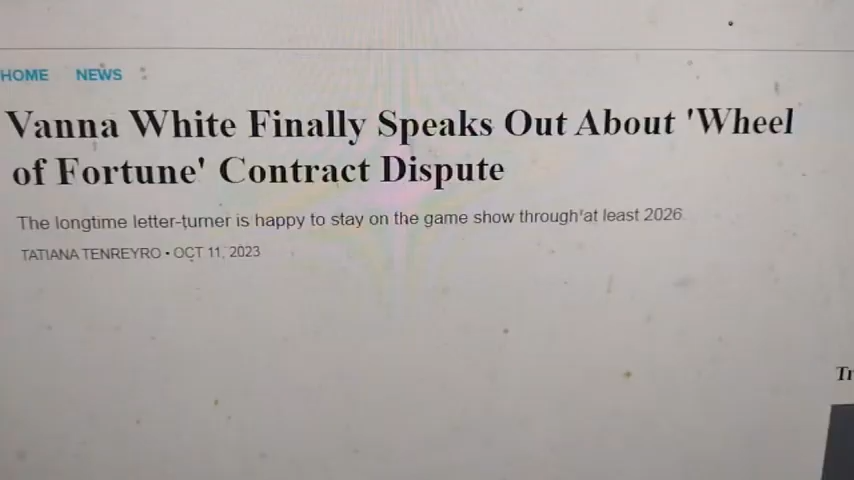 HOME NEWS
Vanna White Finally Speaks Out About 'Wheel
of Fortune' Contract Dispute
The longtime letter-turner is happy to stay on the game show through at least 2026.
TATIANA TENREYRO • OCT 11, 2023